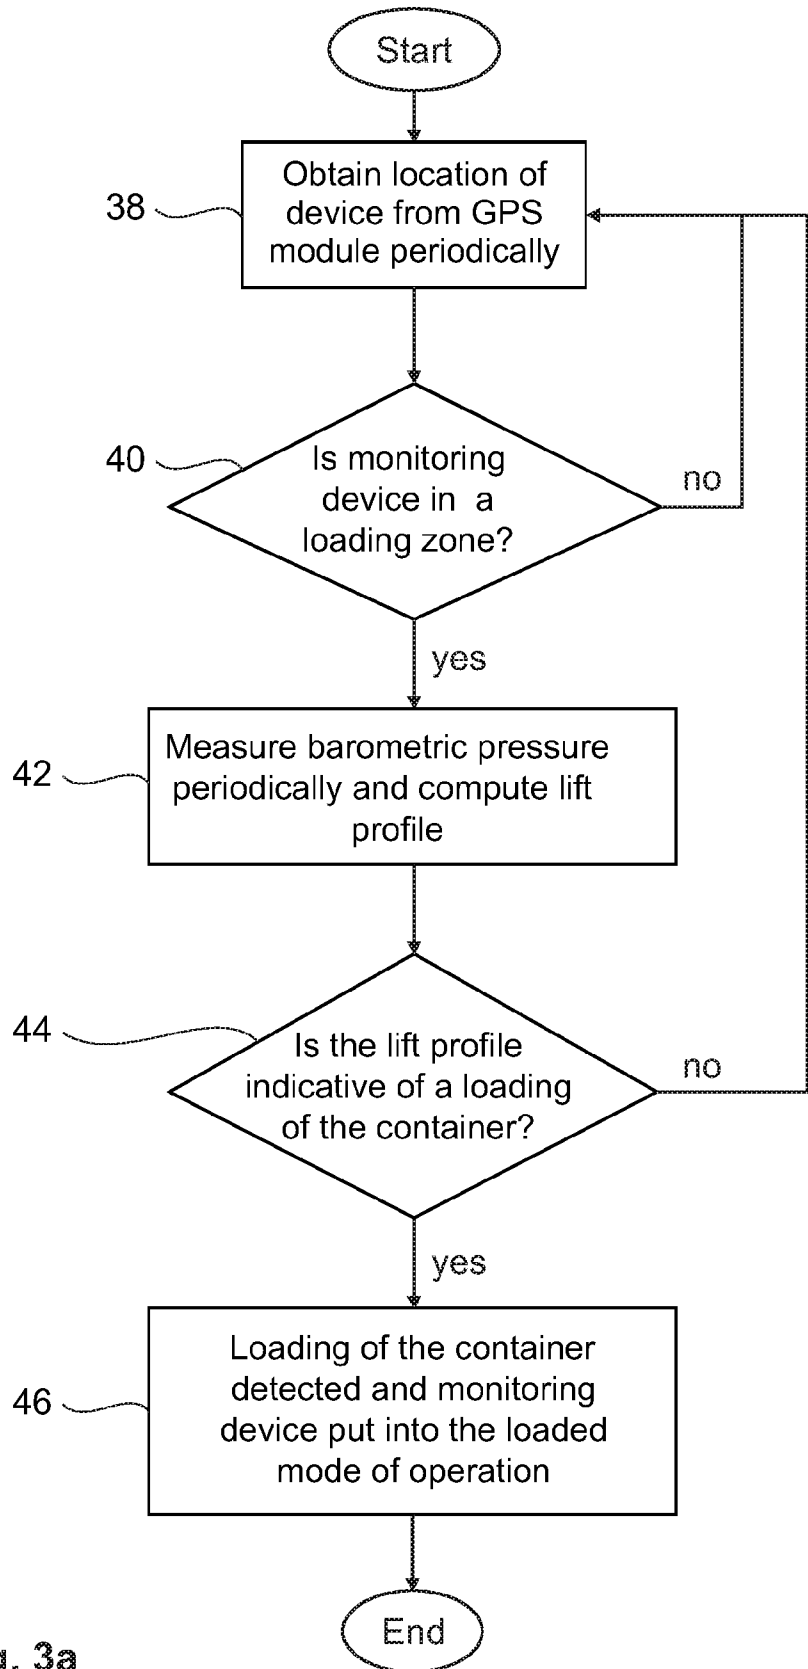 Start
38
Obtain location of
device from GPS
module periodically
40
Is monitoring
device in a
loading zone?
no
yes
42
Measure barometric pressure
periodically and compute lift
profile
44
Is the lift profile
indicative of a loading
of the container?
no
yes
46
Loading of the container
detected and monitoring
device put into the loaded
mode of operation
End
3a